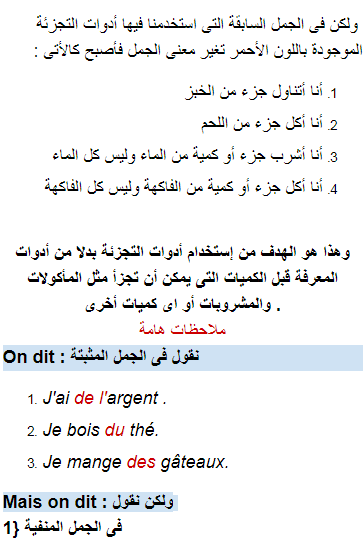 ولكن فى الجمل السابقة التى استخدمنا فيها أدوات التجزئة
الموجودة باللون الأحمر تغير معنى الجمل فأصبح كالأتى :
1. أنا أتناول جزء من الخبز
2. أنا أكل جزء من اللحم
3. أنا أشرب جزء أو كمية من الماء وليس كل الماء
4. أنا أكل جزء أو كمية من الفاكهة وليس كل الفاكهة
وهذا هو الهدف من إستخدام أدوات التجزئة بدلا من أدوات
المعرفة قبل الكميات التى يمكن أن تجزأ مثل المأكولات
والمشروبات أو اى كميات أخرى .
ملاحظات هامة
On dit : نقول فى الجمل المثبتة
1. J'ai de l'argent .
2. Je bois du thé.
3. Je mange des gâteaux.
Mais on dit : ولكن نقول
1} فى الجمل المنفية